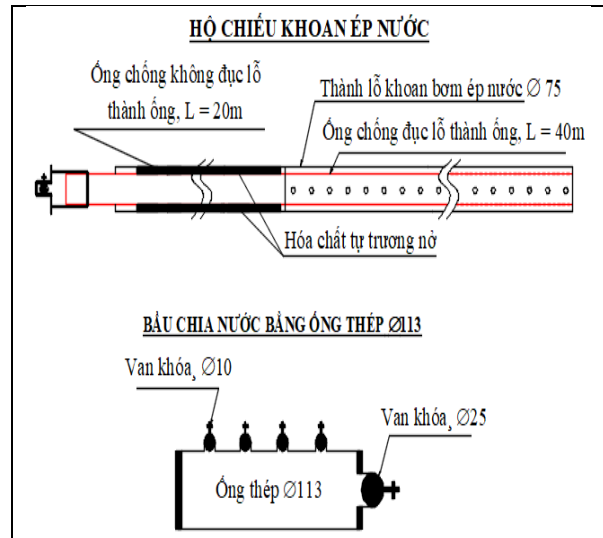 HỘ CHIẾU KHOAN ÉP NƯỚC
Ống chống không đục lỗ
thành ống, L = 20m
Thành lỗ khoan bơm ép nước ∅ 75
Ống chống đục lỗ thành ống, L = 40m
Hóa chất tự trương nở
BẦU CHIA NƯỚC BẰNG ỐNG THÉP ∅113
Van khóa, ∅10
Van khóa, ∅25
Ống thép ∅113